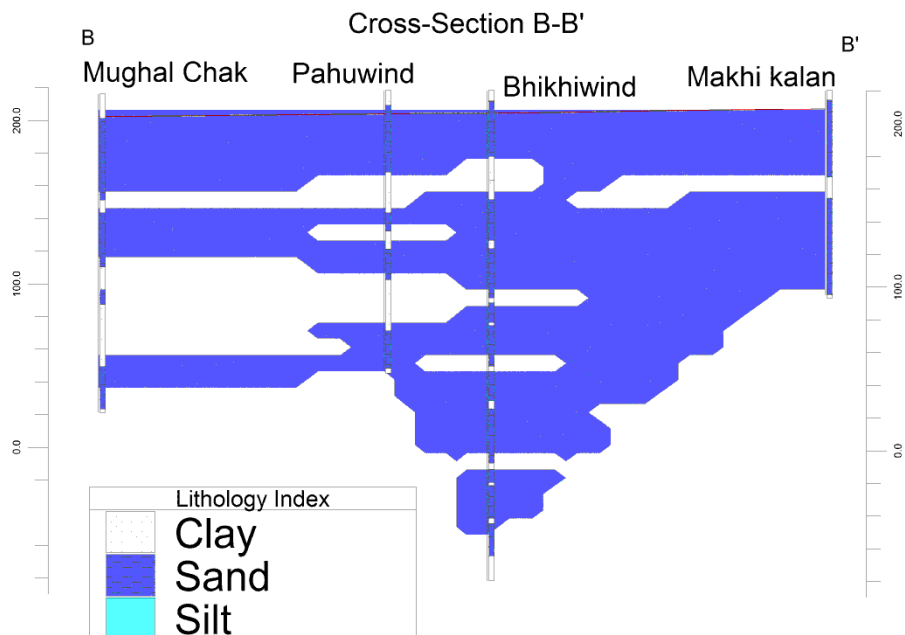 Cross-Section B-B'
B
B'
Mughal Chak
Pahuwind
Bhikhiwind
Makhi kalan
200.0
200.0
100.0
100.0
0.0
0.0
Lithology Index
Clay
Sand
Silt